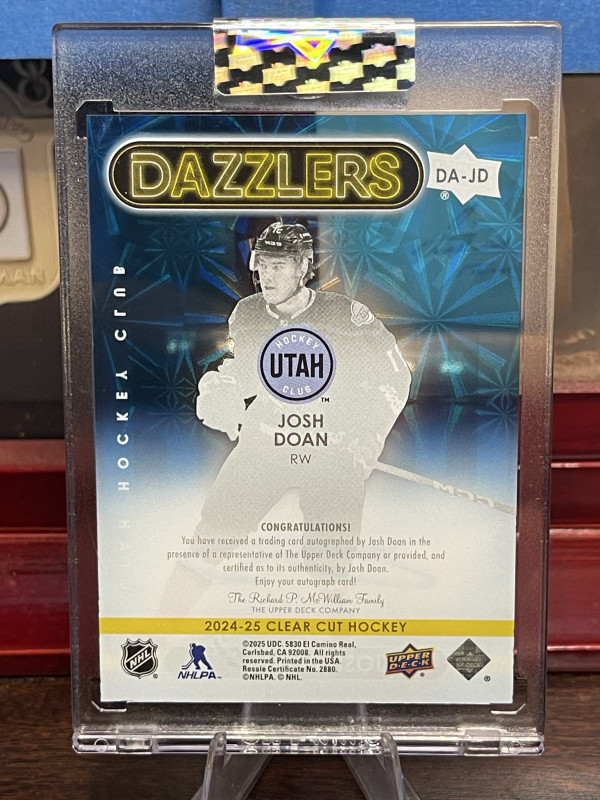 DAZZLERS
DA-JD
®
HOCKEY CLUB
HOCKEY
UTAH
CLUB
TM
JOSH
DOAN
RW
CONGRATULATIONS!
You have received a trading card autographed by Josh Doan in the
presence of a representative of The Upper Deck Company or provided, and
certified as to its authenticity, by Josh Doan.
Enjoy your autograph card!
The Richard P. McWilliam Family
THE UPPER DECK COMPANY
2024-25 CLEAR CUT HOCKEY
NHL
NHLPA
©2025 UDC. 5830 El Camino Real,
Carlsbad, CA 92008. All rights
reserved. Printed in the USA.
Resale Certificate No. 2880.
©NHLPA. © NHL.
UPPER
D·E·C·K
®